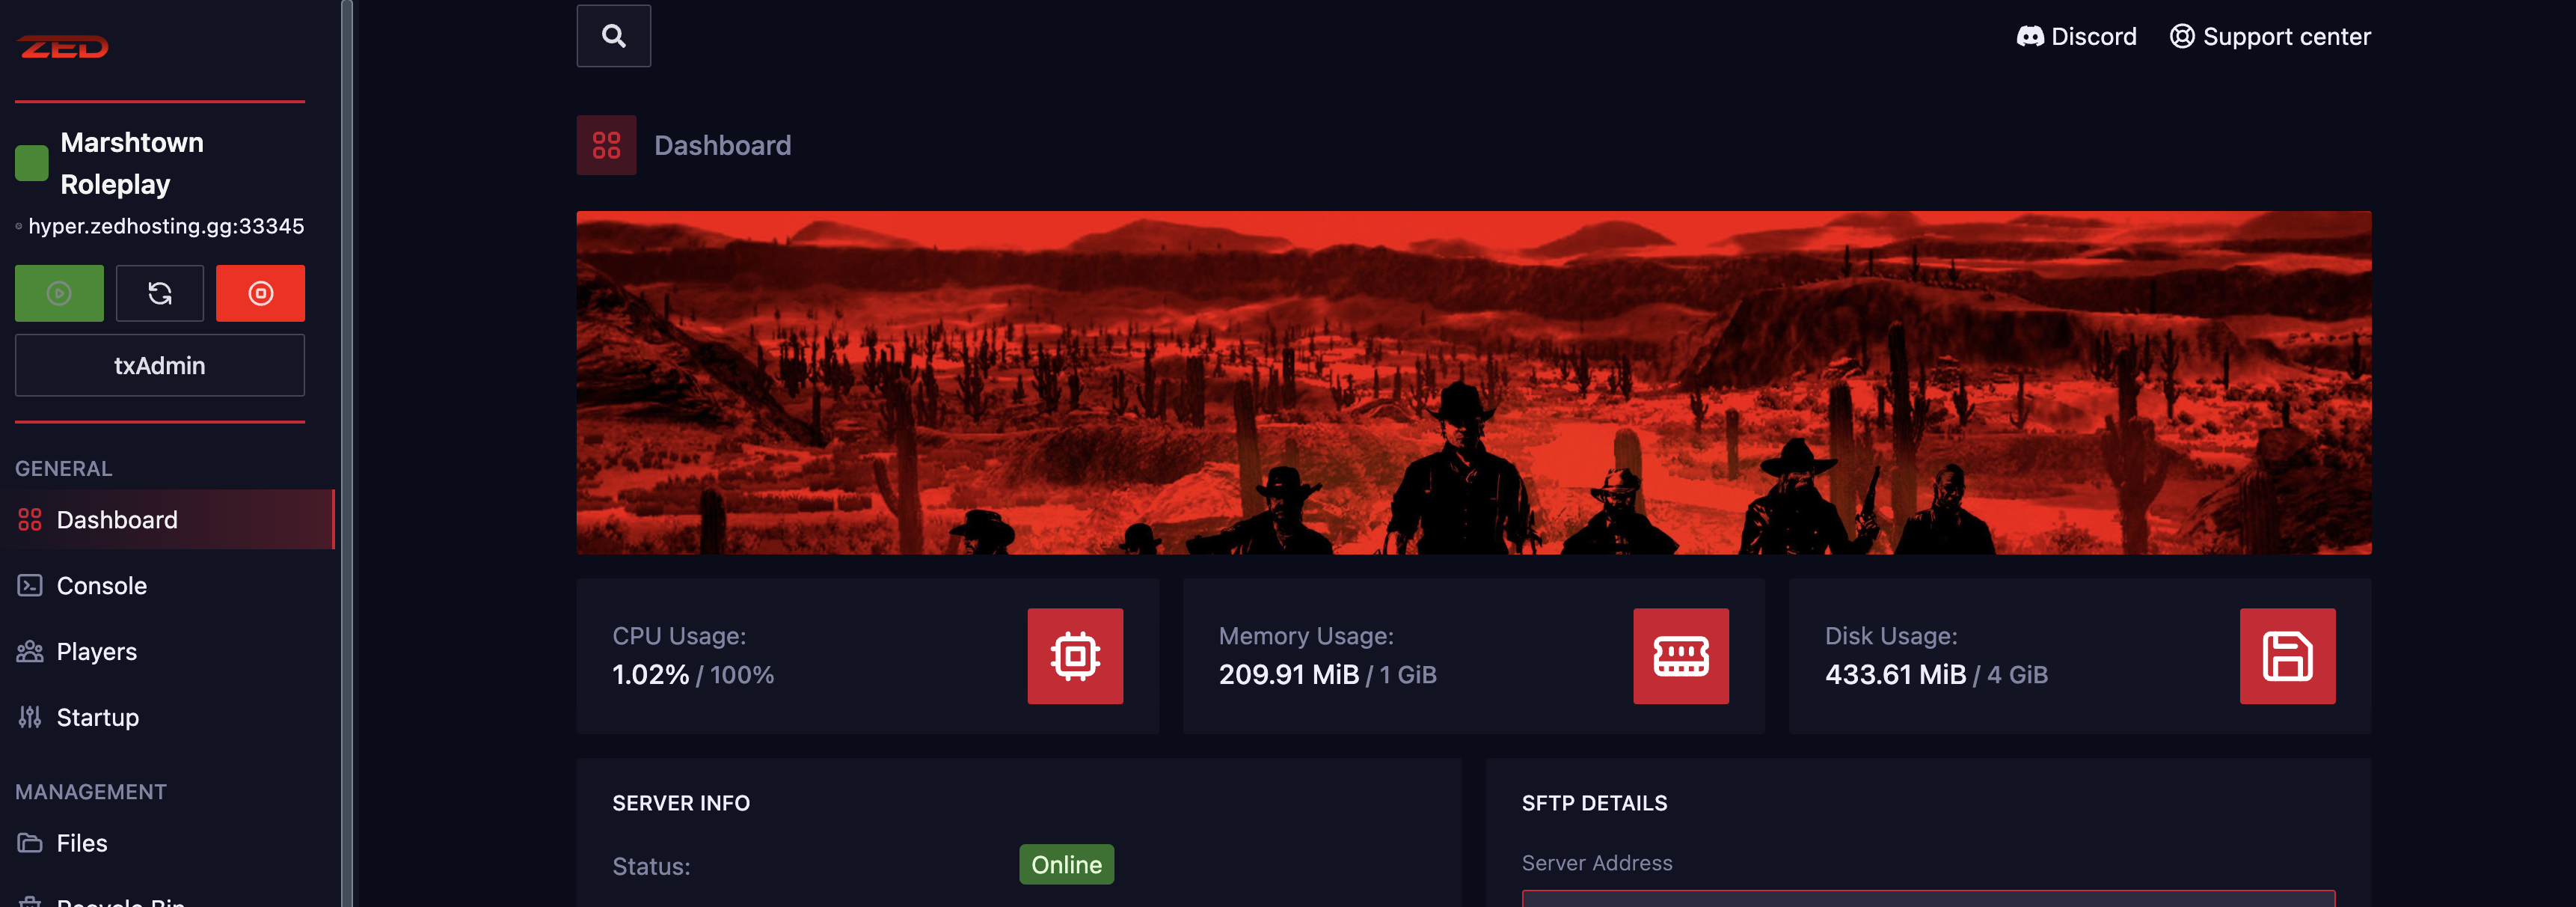 ZED
Marshtown
Roleplay
hyper.zedhosting.gg:33345
txAdmin
GENERAL
Dashboard
Console
Players
Startup
MANAGEMENT
Files
Recycle Bin
Discord
Support center
Dashboard
CPU Usage:
1.02% / 100%
Memory Usage:
209.91 MiB / 1 GiB
Disk Usage:
433.61 MiB / 4 GiB
SERVER INFO
Status:
Online
SFTP DETAILS
Server Address